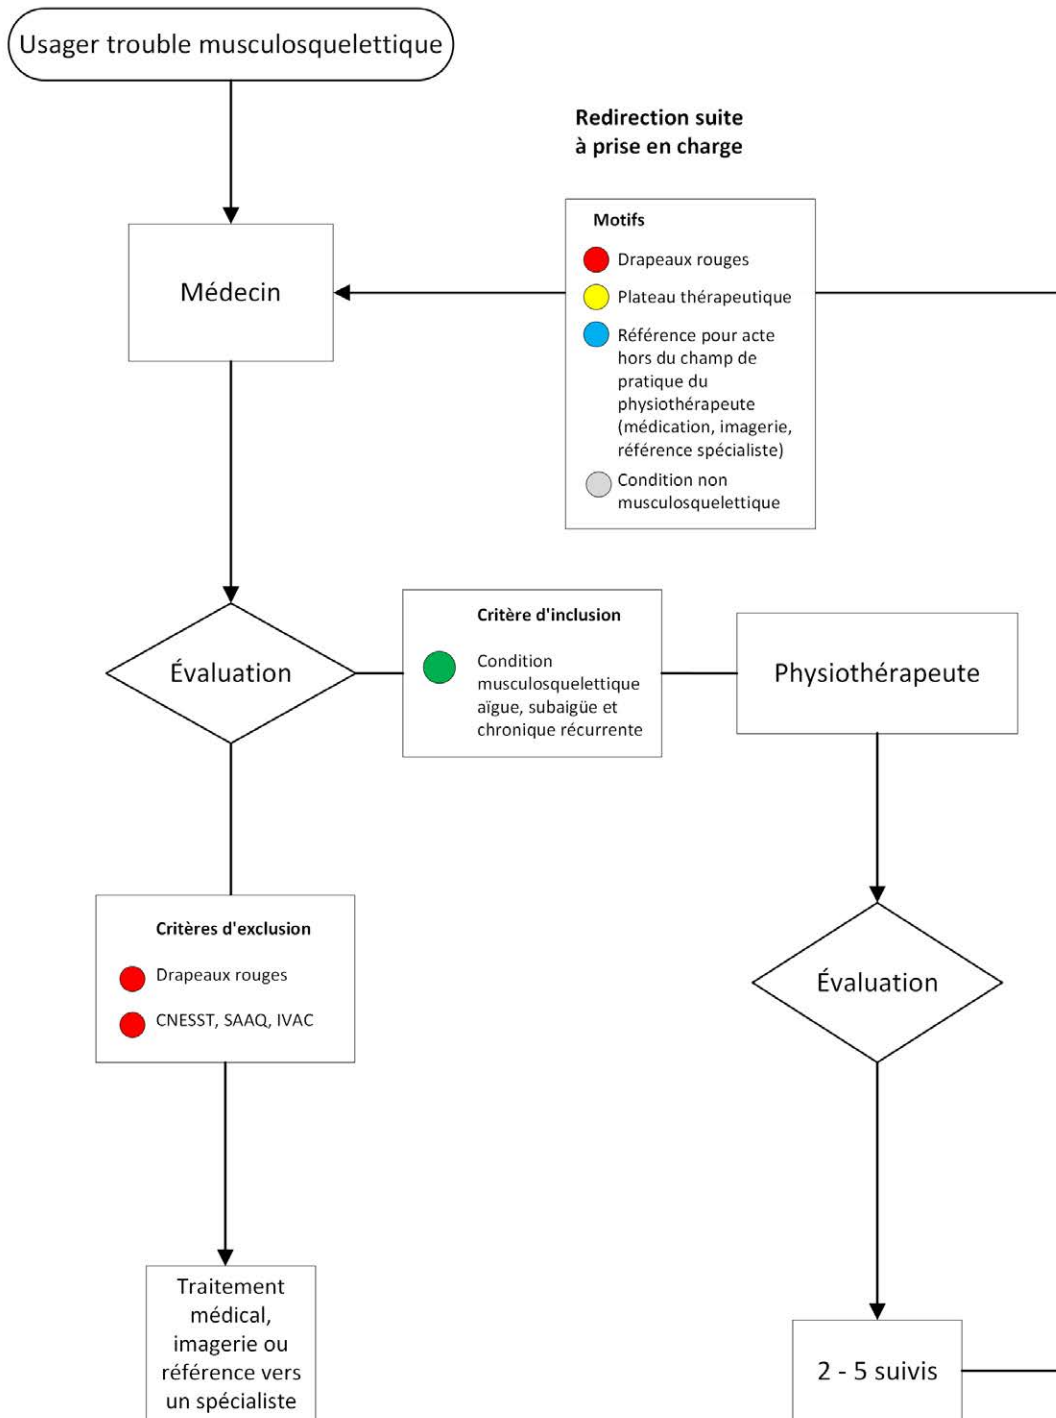 Usager trouble musculosquelettique
Redirection suite
à prise en charge
Motifs
Drapeaux rouges
Plateau thérapeutique
Référence pour acte
hors du champ de
pratique du
physiothérapeute
(médication, imagerie,
référence spécialiste)
Condition non
musculosquelettique
Médecin
Évaluation
Critère d'inclusion
Condition
musculosquelettique
aïgue, subaigüe et
chronique récurrente
Physiothérapeute
Critères d'exclusion
Drapeaux rouges
CNESST, SAAQ, IVAC
Évaluation
Traitement
médical,
imagerie ou
référence vers
un spécialiste
2 - 5 suivis